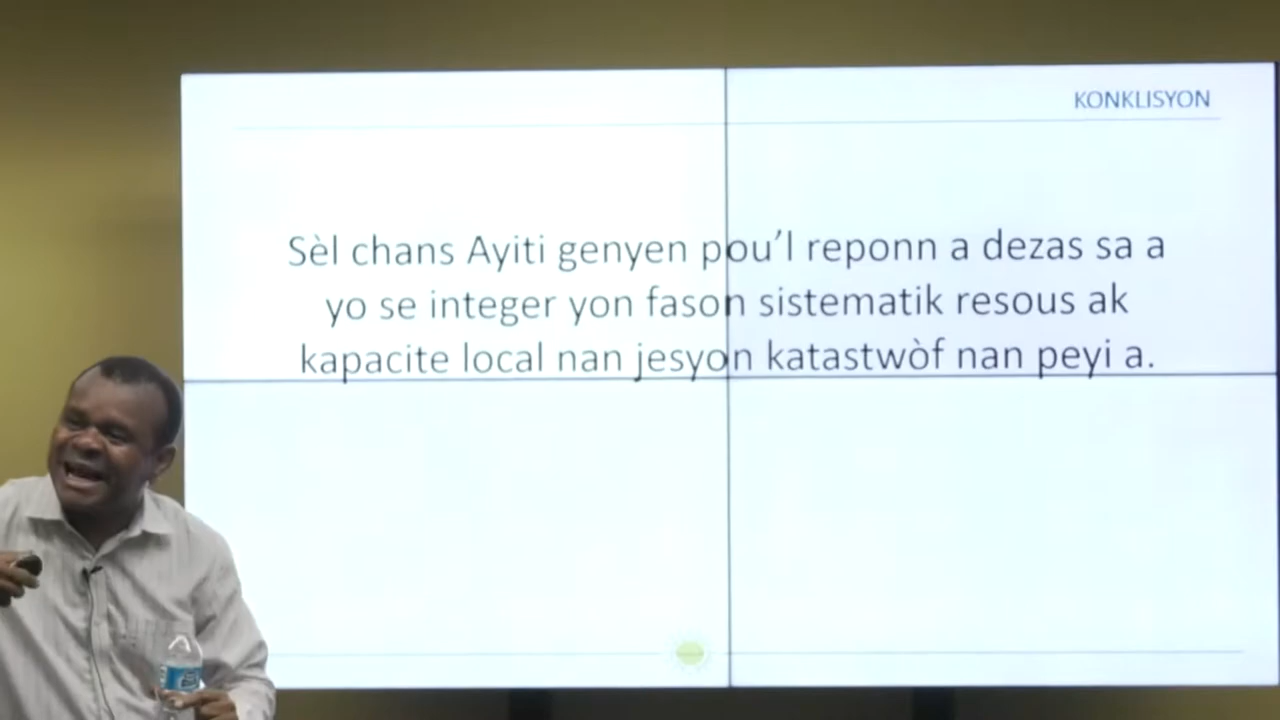 KONKLISYON
Sèl chans Ayiti genyen pou’l reponn a dezas sa a
yo se integer yon fason sistematik resous ak
kapacite local nan jesyon katastwòf nan peyi a.